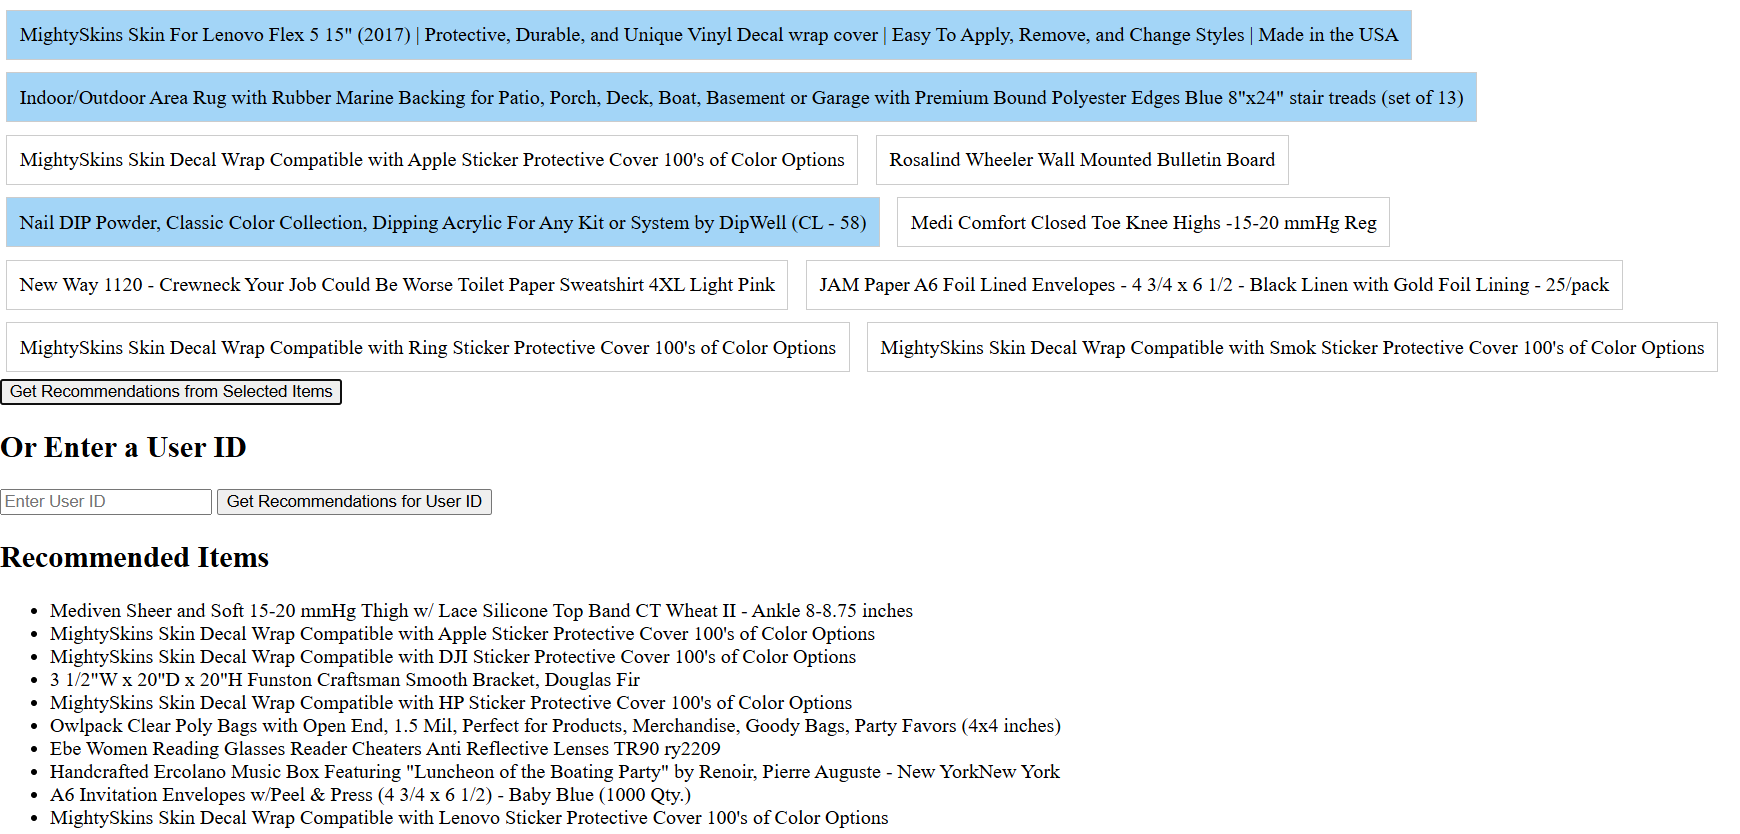 MightySkins Skin For Lenovo Flex 5 15" (2017) | Protective, Durable, and Unique Vinyl Decal wrap cover | Easy To Apply, Remove, and Change Styles | Made in the USA
Indoor/Outdoor Area Rug with Rubber Marine Backing for Patio, Porch, Deck, Boat, Basement or Garage with Premium Bound Polyester Edges Blue 8"x24" stair treads (set of 13)
MightySkins Skin Decal Wrap Compatible with Apple Sticker Protective Cover 100's of Color Options
Rosalind Wheeler Wall Mounted Bulletin Board
Nail DIP Powder, Classic Color Collection, Dipping Acrylic For Any Kit or System by DipWell (CL - 58)
Medi Comfort Closed Toe Knee Highs -15-20 mmHg Reg
New Way 1120 - Crewneck Your Job Could Be Worse Toilet Paper Sweatshirt 4XL Light Pink
JAM Paper A6 Foil Lined Envelopes - 4 3/4 x 6 1/2 - Black Linen with Gold Foil Lining - 25/pack
MightySkins Skin Decal Wrap Compatible with Ring Sticker Protective Cover 100's of Color Options
MightySkins Skin Decal Wrap Compatible with Smok Sticker Protective Cover 100's of Color Options
Get Recommendations from Selected Items
Or Enter a User ID
Enter User ID
Get Recommendations for User ID
Recommended Items
• Mediven Sheer and Soft 15-20 mmHg Thigh w/ Lace Silicone Top Band CT Wheat II - Ankle 8-8.75 inches
• MightySkins Skin Decal Wrap Compatible with Apple Sticker Protective Cover 100's of Color Options
• MightySkins Skin Decal Wrap Compatible with DJI Sticker Protective Cover 100's of Color Options
• 3 1/2"W x 20"D x 20"H Funston Craftsman Smooth Bracket, Douglas Fir
• MightySkins Skin Decal Wrap Compatible with HP Sticker Protective Cover 100's of Color Options
• Owlpack Clear Poly Bags with Open End, 1.5 Mil, Perfect for Products, Merchandise, Goody Bags, Party Favors (4x4 inches)
• Ebe Women Reading Glasses Reader Cheaters Anti Reflective Lenses TR90 ry2209
• Handcrafted Ercolano Music Box Featuring "Luncheon of the Boating Party" by Renoir, Pierre Auguste - New YorkNew York
• A6 Invitation Envelopes w/Peel & Press (4 3/4 x 6 1/2) - Baby Blue (1000 Qty.)
• MightySkins Skin Decal Wrap Compatible with Lenovo Sticker Protective Cover 100's of Color Options